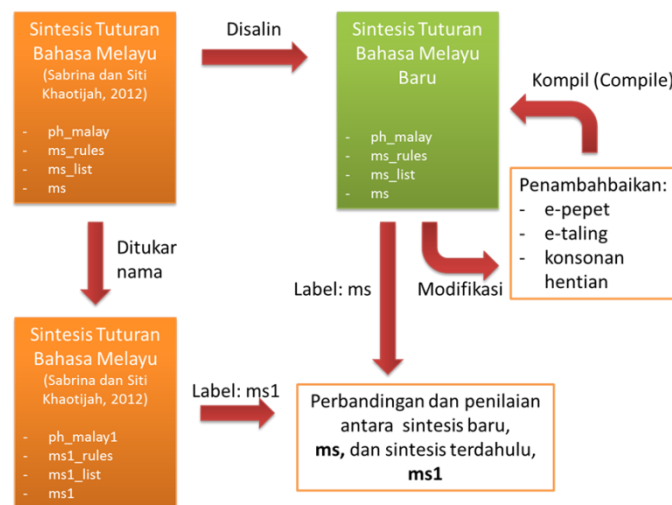 Sintesis Tuturan
Bahasa Melayu
(Sabrina dan Siti
Khaotijah, 2012)
- ph_malay
- ms_rules
- ms_list
- ms
Disalin
Sintesis Tuturan
Bahasa Melayu
Baru
- ph_malay
- ms_rules
- ms_list
- ms
Kompil (Compile)
Penambahbaikan:
- e-pepet
- e-taling
- konsonan
hentian
Modifikasi
Ditukar
nama
Label: ms
Sintesis Tuturan
Bahasa Melayu
(Sabrina dan Siti
Khaotijah, 2012)
- ph_malay1
- ms1_rules
- ms1_list
- ms1
Label: ms1
Perbandingan dan penilaian
antara sintesis baru,
ms, dan sintesis terdahulu,
ms1